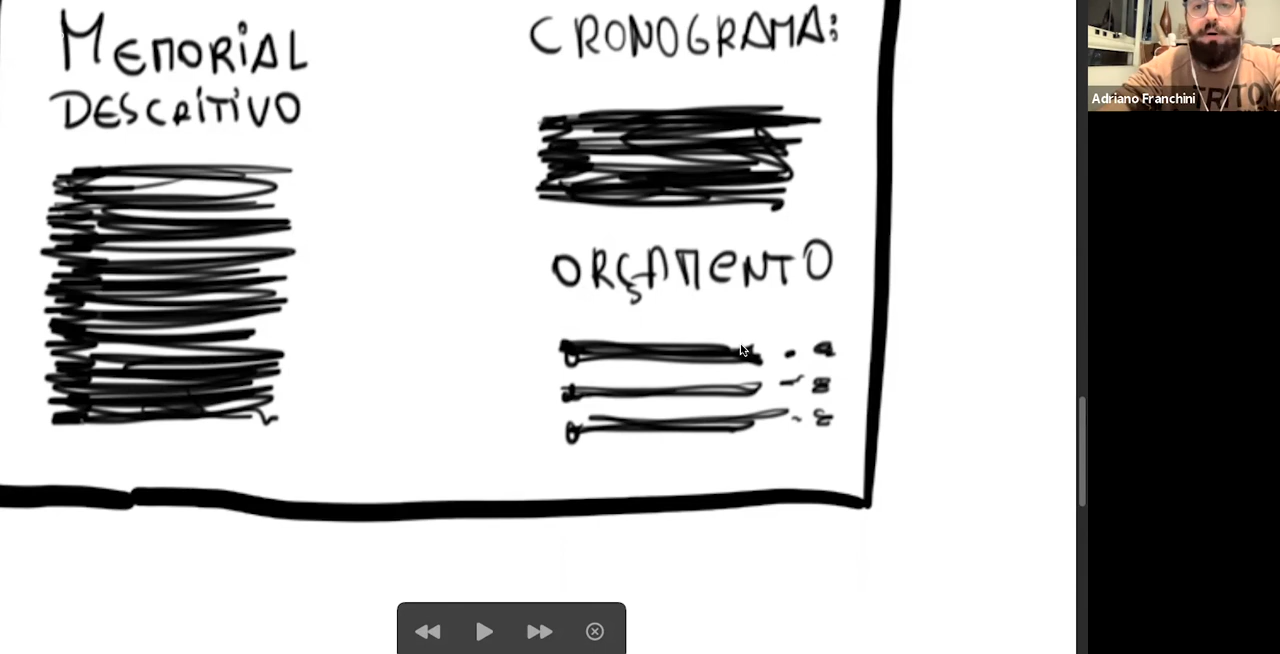 MEMORIAL
DESCRITIVO
CRONOGRAMA:
ORÇAMENTO
Adriano Franchini